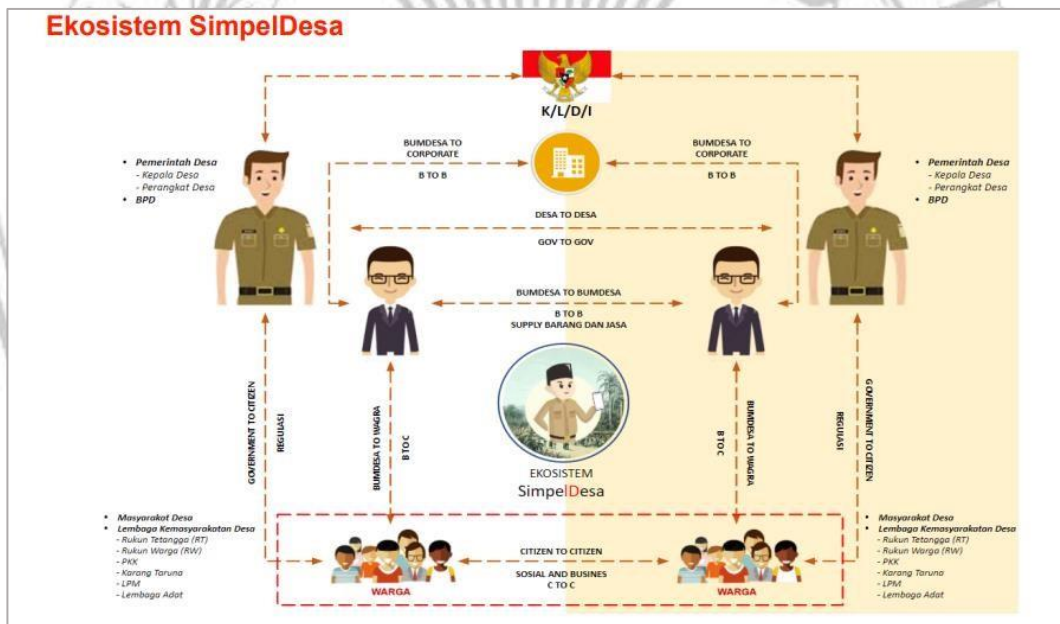 Ekosistem SimpelDesa
K/L/D/I
BUMDESA TO
CORPORATE
B TO B
BUMDESA TO
CORPORATE
B TO B
• Pemerintah Desa
- Kepala Desa
- Perangkat Desa
• BPD
• Pemerintah Desa
- Kepala Desa
- Perangkat Desa
• BPD
DESA TO DESA
GOV TO GOV
BUMDESA TO BUMDESA
B TO B
SUPPLY BARANG DAN JASA
GOVERNMENT TO CITIZEN
REGULASI
BUMDESA TO WAGRA
B TO C
BUMDESA TO WAGRA
B TO C
REGULASI
GOVERNMENT TO CITIZEN
EKOSISTEM
SimpelDesa
• Masyarakat Desa
• Lembaga Kemasyarakatan Desa
- Rukun Tetangga (RT)
- Rukun Warga (RW)
- PKK
- Karang Taruna
- LPM
- Lembaga Adat
WARGA
CITIZEN TO CITIZEN
SOSIAL AND BUSINES
C TO C
WARGA
• Masyarakat Desa
• Lembaga Kemasyarakatan Desa
- Rukun Tetangga (RT)
- Rukun Warga (RW)
- PKK
- Karang Taruna
- LPM
- Lembaga Adat